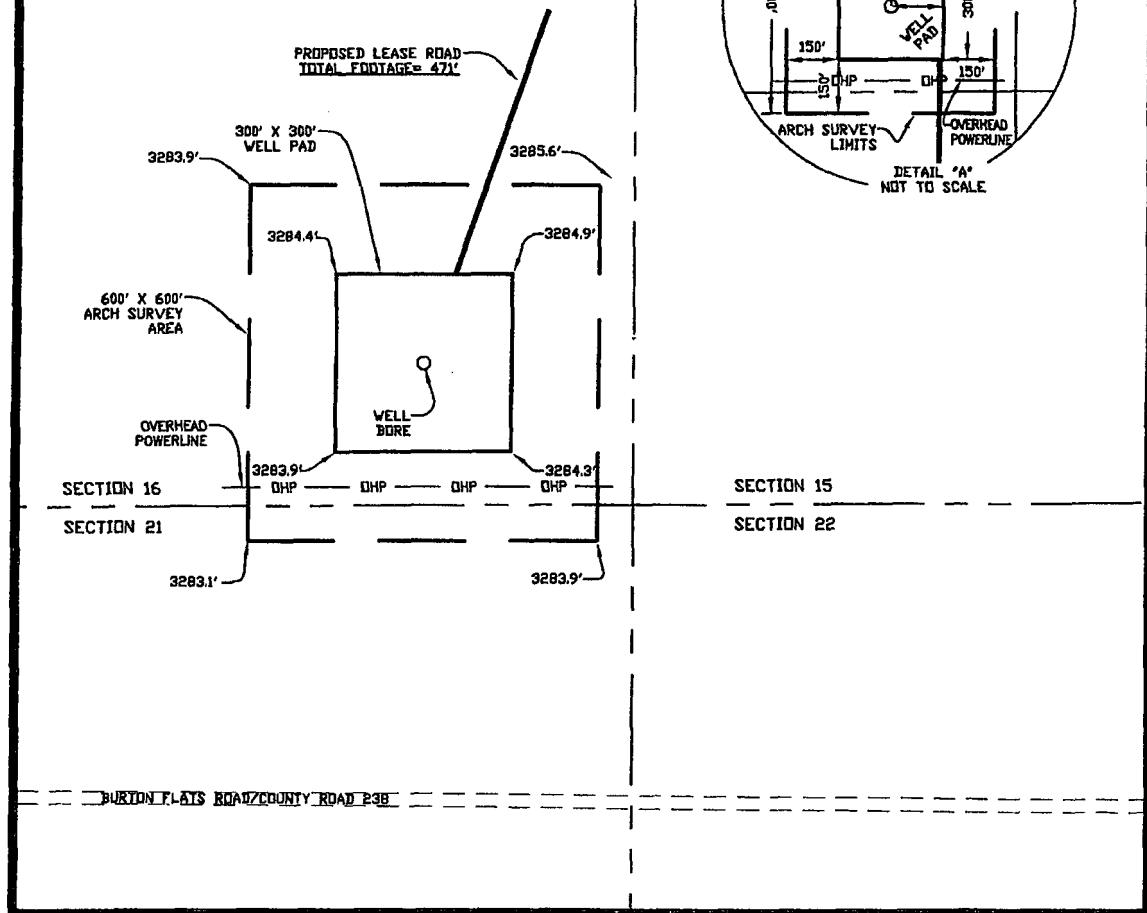 PROPOSED LEASE ROAD
TOTAL FOOTAGE= 471'
300' X 300'
WELL PAD
3283.9'
3285.6'
3284.4'
3284.9'
600' X 600'
ARCH SURVEY
AREA
WELL
BORE
OVERHEAD
POWERLINE
3283.9'
3284.3'
OHP OHP OHP OHP
SECTION 16
SECTION 21
SECTION 15
SECTION 22
3283.1'
3283.9'
BURTON FLATS ROAD/COUNTY ROAD 238
WELL
PAD
150'
150'
150'
OHP OHP
ARCH SURVEY
LIMITS
OVERHEAD
POWERLINE
DETAIL "A"
NOT TO SCALE